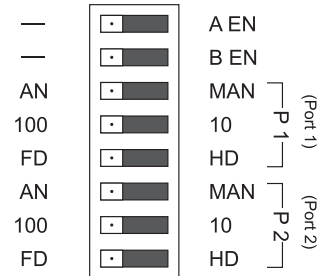 — A EN
— B EN
AN MAN
100 10
FD HD
P 1
(Port 1)
AN MAN
100 10
FD HD
P 2
(Port 2)